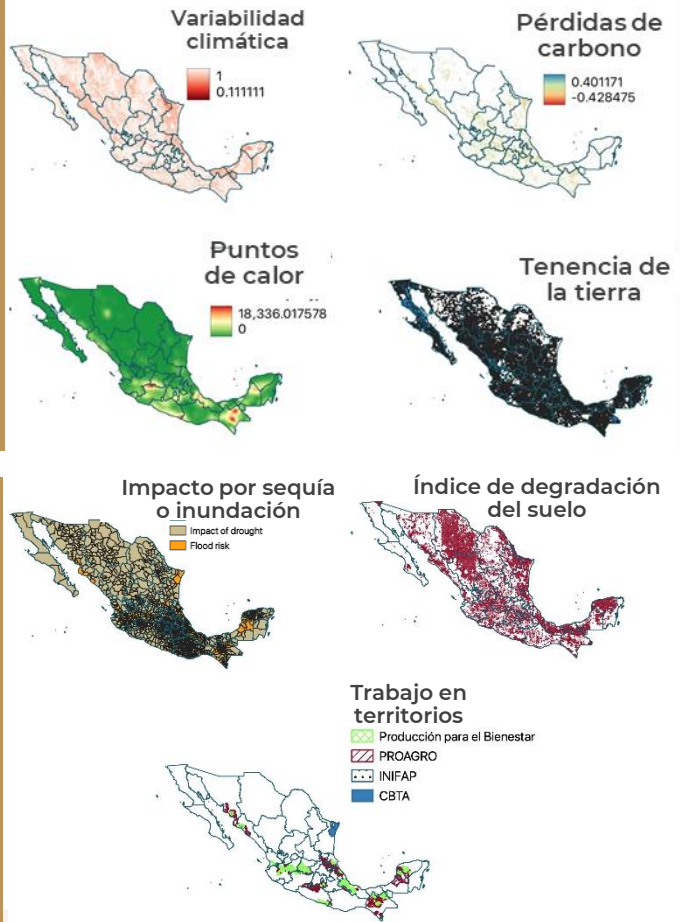 Variabilidad
climática
1
0.111111
Pérdidas de
carbono
0.401171
-0.428475
Puntos
de calor
18,336.017578
0
Tenencia de
la tierra
Impacto por sequía
o inundación
Impact of drought
Flood risk
Índice de degradación
del suelo
Trabajo en
territorios
Producción para el Bienestar
PROAGRO
INIFAP
CBTA